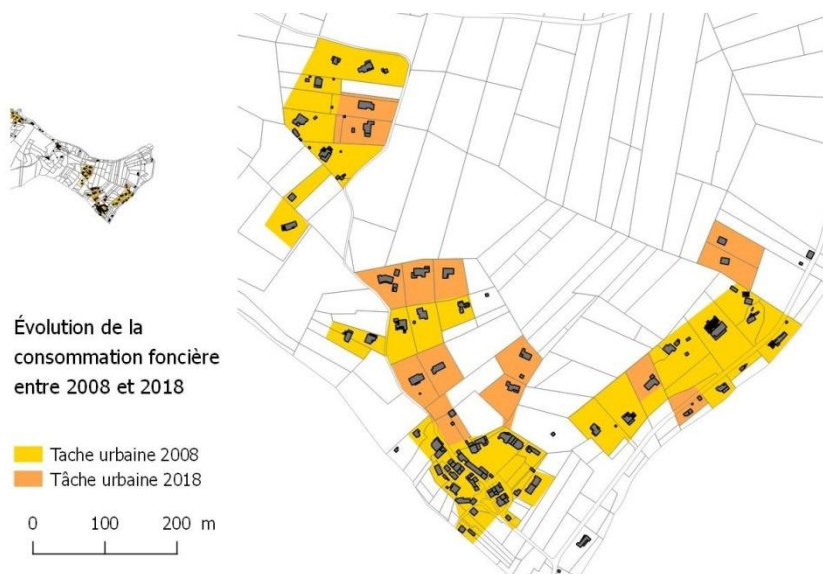 Évolution de la
consommation foncière
entre 2008 et 2018
Tache urbaine 2008
Tâche urbaine 2018
0 100 200 m